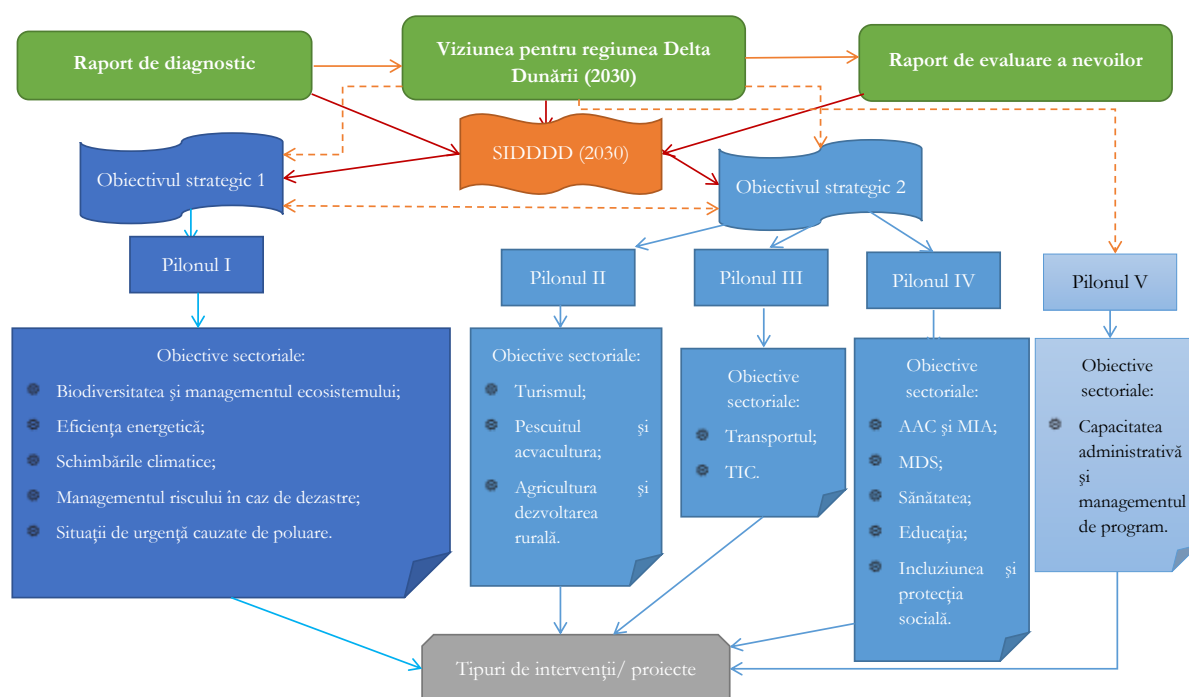 Raport de diagnostic
Viziunea pentru regiunea Delta
Dunării (2030)
Raport de evaluare a nevoilor
SIDDDD (2030)
Obiectivul strategic 1
Obiectivul strategic 2
Pilonul I
Pilonul II
Pilonul III
Pilonul IV
Pilonul V
Obiective sectoriale:
Biodiversitatea şi managementul ecosistemului;
Eficienţa energetică;
Schimbările climatice;
Managementul riscului în caz de dezastre;
Situaţii de urgenţă cauzate de poluare.
Obiective sectoriale:
Turismul;
Pescuitul şi
acvacultura;
Agricultura şi
dezvoltarea
rurală.
Obiective
sectoriale:
Transportul;
TIC.
Obiective
sectoriale:
AAC şi MIA;
MDS;
Sănătatea;
Educaţia;
Incluziunea şi
protecţia
socială.
Obiective
sectoriale:
Capacitatea
administrativă
şi
managementul
de program.
Tipuri de intervenţii/ proiecte